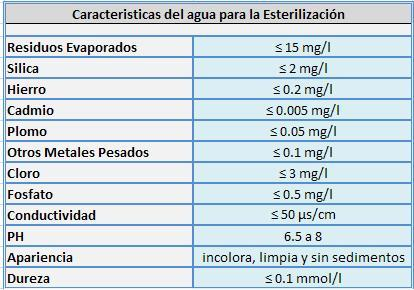 Caracteristicas del agua para la Esterilización
Residuos Evaporados ≤ 15 mg/l
Silica ≤ 2 mg/l
Hierro ≤ 0.2 mg/l
Cadmio ≤ 0.005 mg/l
Plomo ≤ 0.05 mg/l
Otros Metales Pesados ≤ 0.1 mg/l
Cloro ≤ 3 mg/l
Fosfato ≤ 0.5 mg/l
Conductividad ≤ 50 µs/cm
PH 6.5 a 8
Apariencia incolora, limpia y sin sedimentos
Dureza ≤ 0.1 mmol/l